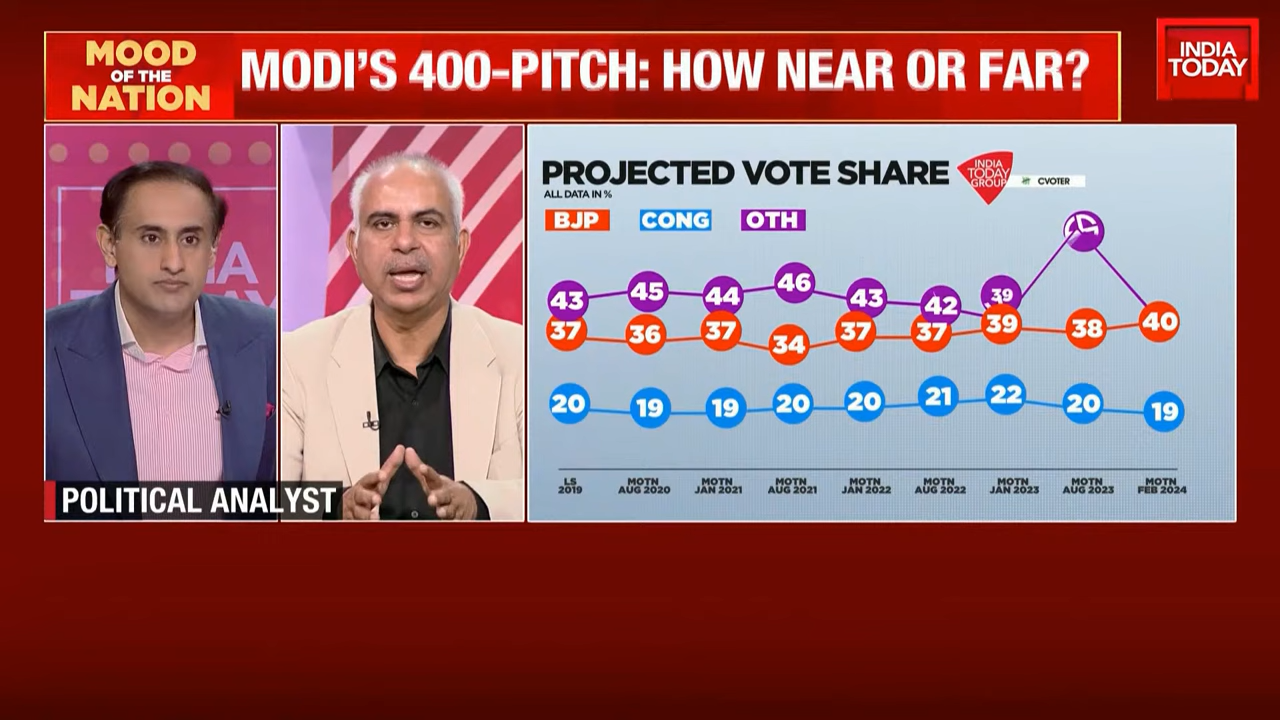 MOOD
OF THE
NATION
MODI'S 400-PITCH: HOW NEAR OR FAR?
INDIA
TODAY
PROJECTED VOTE SHARE
INDIA
TODAY
GROUP
CVOTER
ALL DATA IN %
BJP CONG OTH
43 45 44 46 43 42 39
37 36 37 34 37 37 39 38 40
20 19 19 20 20 21 22 20 19
LS
2019
MOTN
AUG 2020
MOTN
JAN 2021
MOTN
AUG 2021
MOTN
JAN 2022
MOTN
AUG 2022
MOTN
JAN 2023
MOTN
AUG 2023
MOTN
FEB 2024
POLITICAL ANALYST